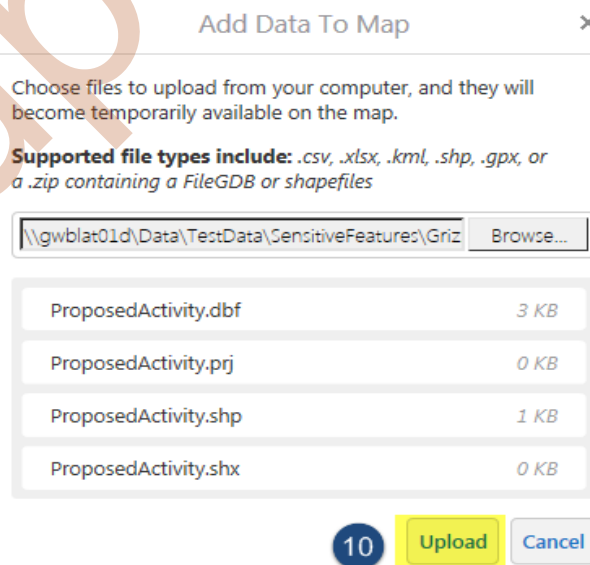 Add Data To Map
Choose files to upload from your computer, and they will
become temporarily available on the map.
Supported file types include: .csv, .xlsx, .kml, .shp, .gpx, or
a .zip containing a FileGDB or shapefiles
\\gwblat01d\Data\TestData\SensitiveFeatures\Griz Browse...
ProposedActivity.dbf 3 KB
ProposedActivity.prj 0 KB
ProposedActivity.shp 1 KB
ProposedActivity.shx 0 KB
10 Upload Cancel